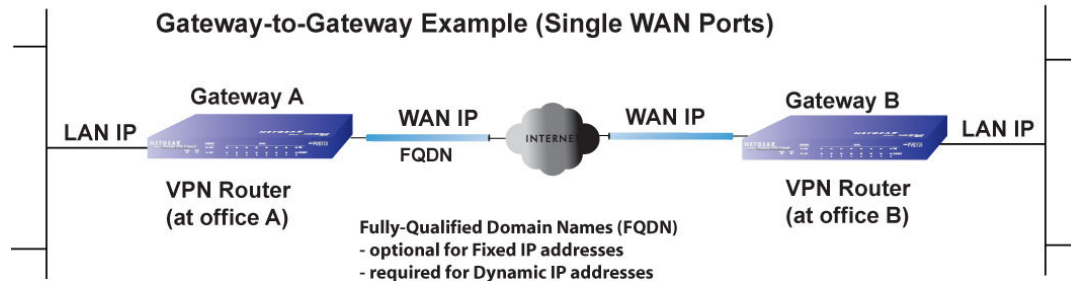 Gateway-to-Gateway Example (Single WAN Ports)
Gateway A
Gateway B
LAN IP
WAN IP
INTERNET
WAN IP
LAN IP
NETGEAR
NETGEAR
FQDN
VPN Router
(at office A)
VPN Router
(at office B)
Fully-Qualified Domain Names (FQDN)
- optional for Fixed IP addresses
- required for Dynamic IP addresses